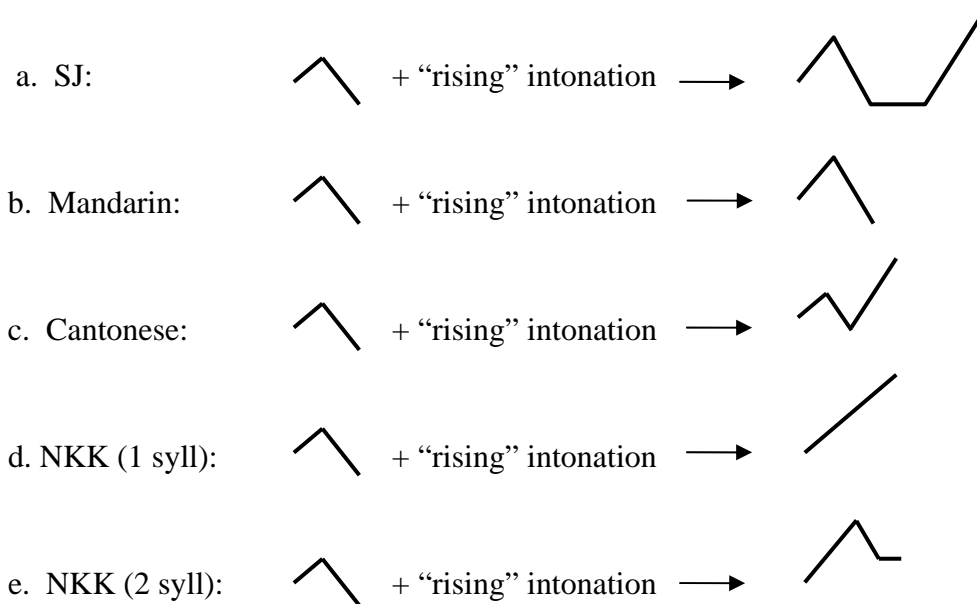 a. SJ: + “rising” intonation
b. Mandarin: + “rising” intonation
c. Cantonese: + “rising” intonation
d. NKK (1 syll): + “rising” intonation
e. NKK (2 syll): + “rising” intonation